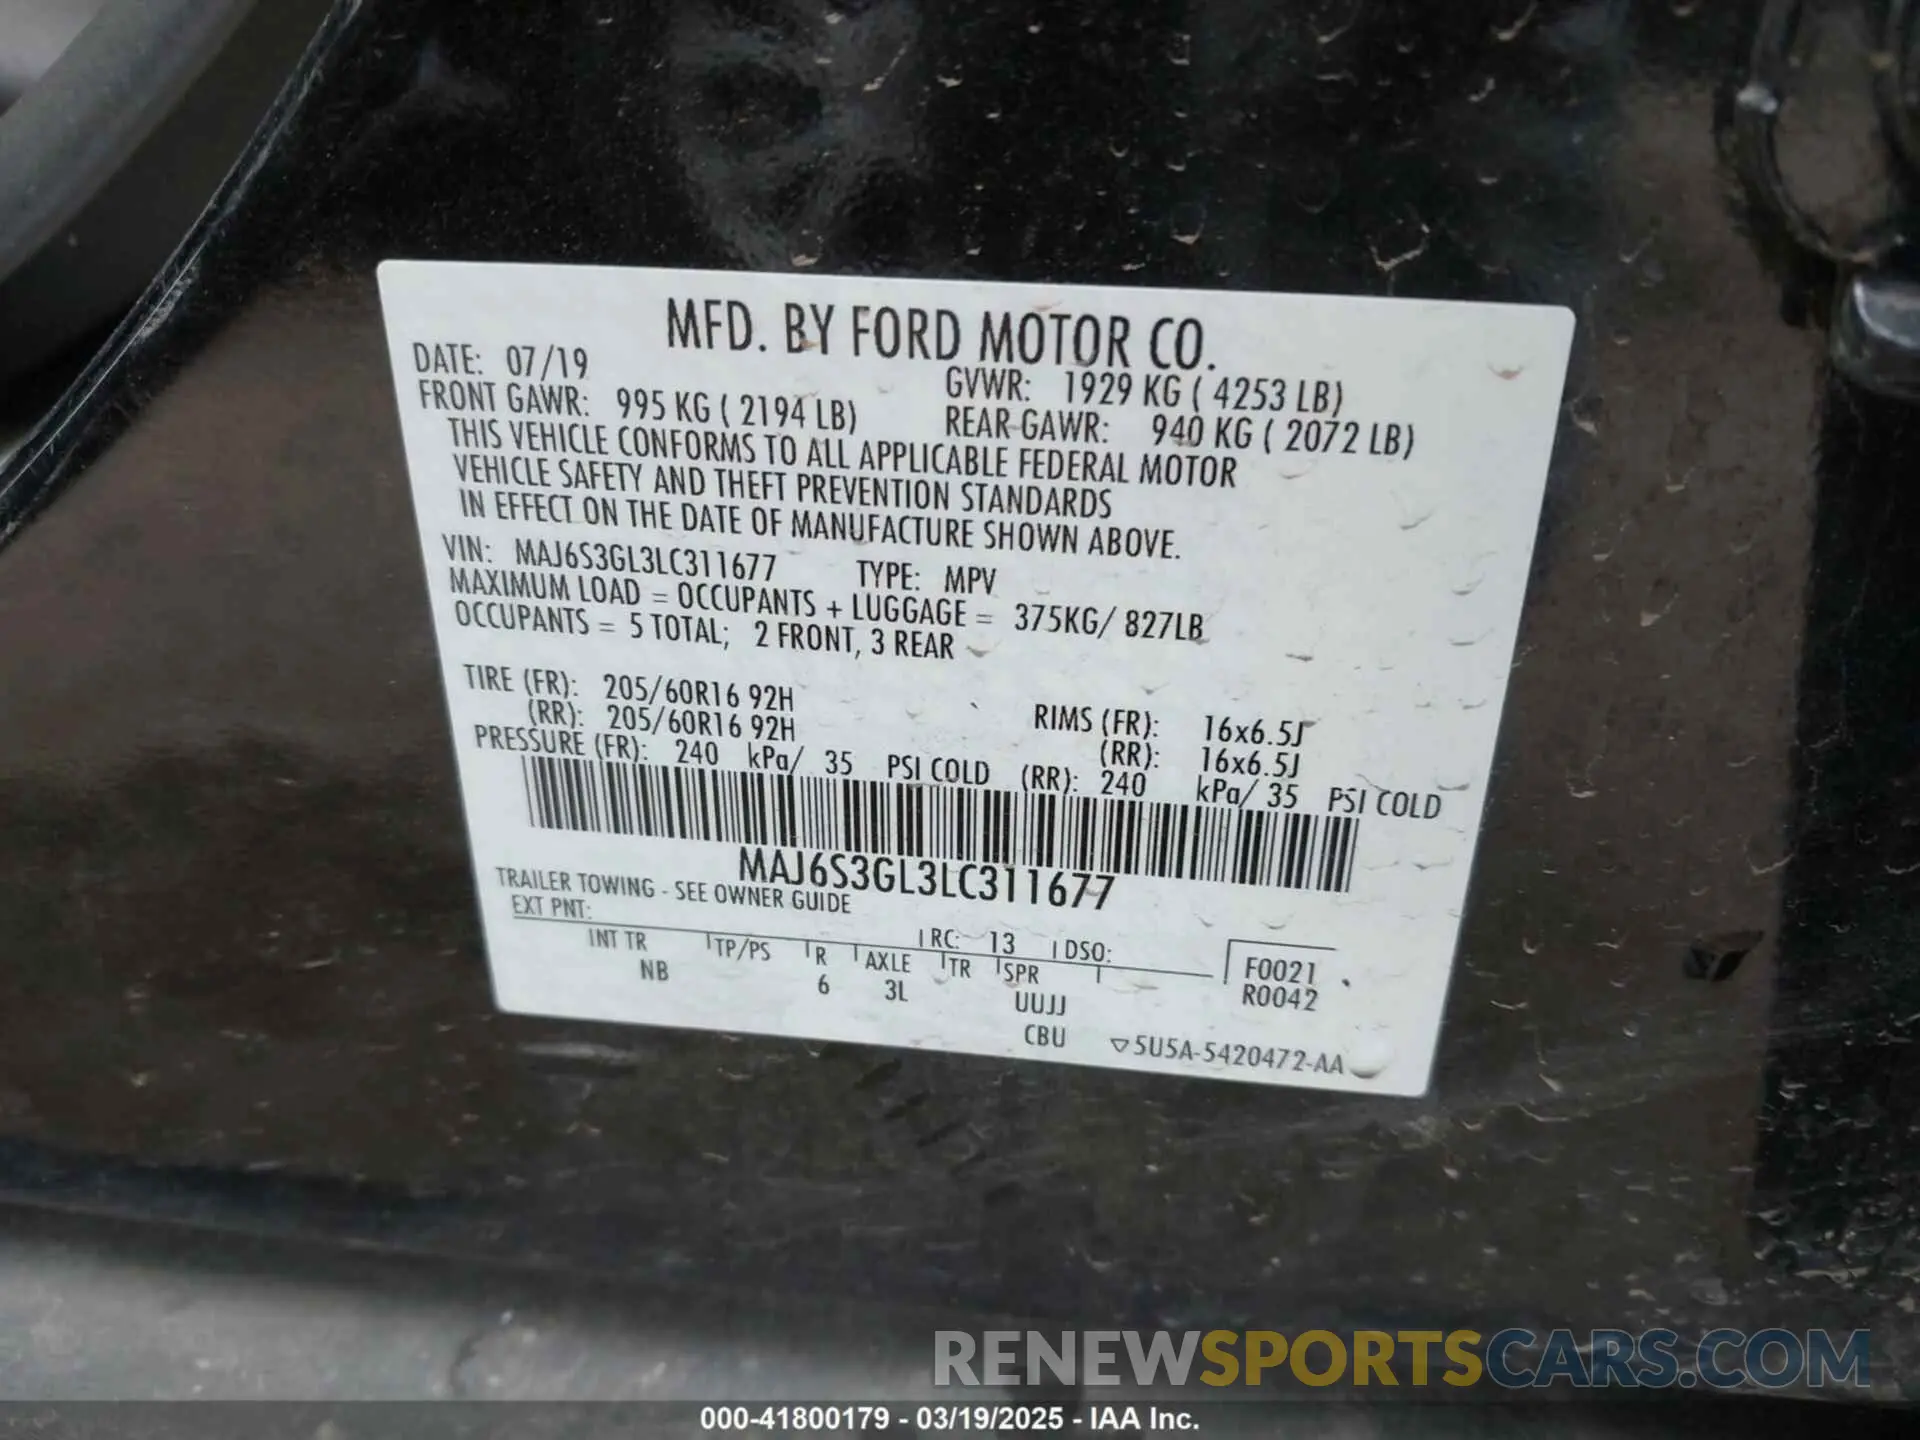 MFD. BY FORD MOTOR CO.
DATE: 07/19 GVWR: 1929 KG ( 4253 LB)
FRONT GAWR: 995 KG ( 2194 LB) REAR GAWR: 940 KG ( 2072 LB)
THIS VEHICLE CONFORMS TO ALL APPLICABLE FEDERAL MOTOR
VEHICLE SAFETY AND THEFT PREVENTION STANDARDS
IN EFFECT ON THE DATE OF MANUFACTURE SHOWN ABOVE.
VIN: MAJ6S3GL3LC311677 TYPE: MPV
MAXIMUM LOAD = OCCUPANTS + LUGGAGE = 375KG/ 827LB
OCCUPANTS = 5 TOTAL; 2 FRONT, 3 REAR
TIRE (FR): 205/60R16 92H RIMS (FR): 16x6.5J
(RR): 205/60R16 92H (RR): 16x6.5J
PRESSURE (FR): 240 kPa/ 35 PSI COLD (RR): 240 kPa/ 35 PSI COLD
MAJ6S3GL3LC311677
TRAILER TOWING - SEE OWNER GUIDE
EXT PNT: RC: 13 DSO:
INT TR TP/PS R AXLE TR SPR F0021
NB 6 3L UUJJ R0042
CBU ▽5U5A-5420472-AA
RENEWSPORTSCARS.COM
000-41800179 - 03/19/2025 - IAA Inc.